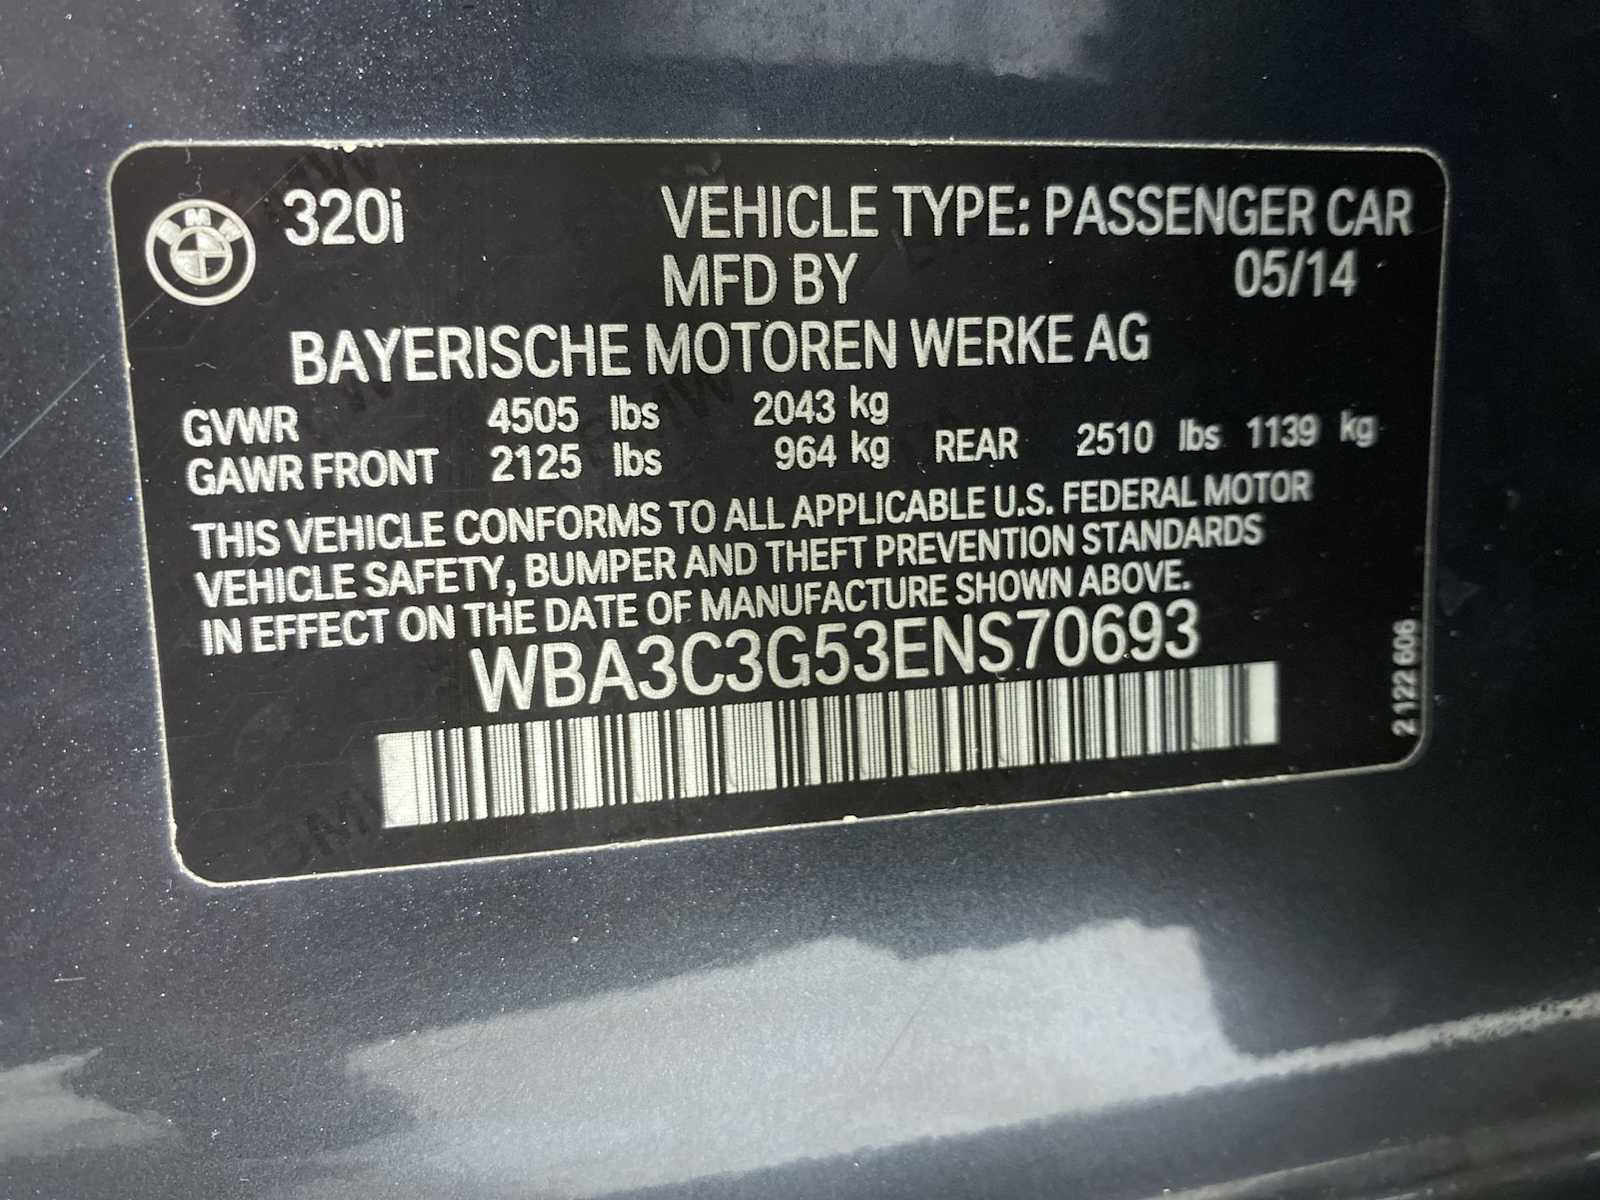 320i VEHICLE TYPE: PASSENGER CAR
MFD BY 05/14
BAYERISCHE MOTOREN WERKE AG
GVWR 4505 lbs 2043 kg
GAWR FRONT 2125 lbs 964 kg REAR 2510 lbs 1139 kg
THIS VEHICLE CONFORMS TO ALL APPLICABLE U.S. FEDERAL MOTOR
VEHICLE SAFETY, BUMPER AND THEFT PREVENTION STANDARDS
IN EFFECT ON THE DATE OF MANUFACTURE SHOWN ABOVE.
WBA3C3G53ENS70693
2 122 606